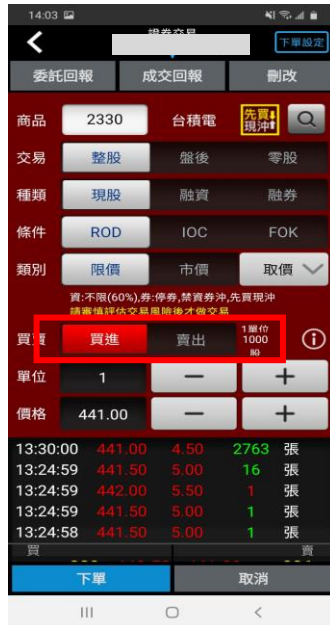 14:03
證券交易
下單設定
委託回報 成交回報 刪改
商品 2330 台積電 先買 現沖
交易 整股 盤後 零股
種類 現股 融資 融券
條件 ROD IOC FOK
類別 限價 市價 取價
資:不限(60%),券:停券,禁資券沖,先買現沖
請審慎評估交易風險後才做交易
買賣 買進 賣出 1單位 1000 股
單位 1 — +
價格 441.00 — +
13:30:00 441.00 4.50 2763 張
13:24:59 441.50 5.00 16 張
13:24:59 442.00 5.50 1 張
13:24:59 441.50 5.00 1 張
13:24:58 441.50 5.00 1 張
買 賣
下單 取消